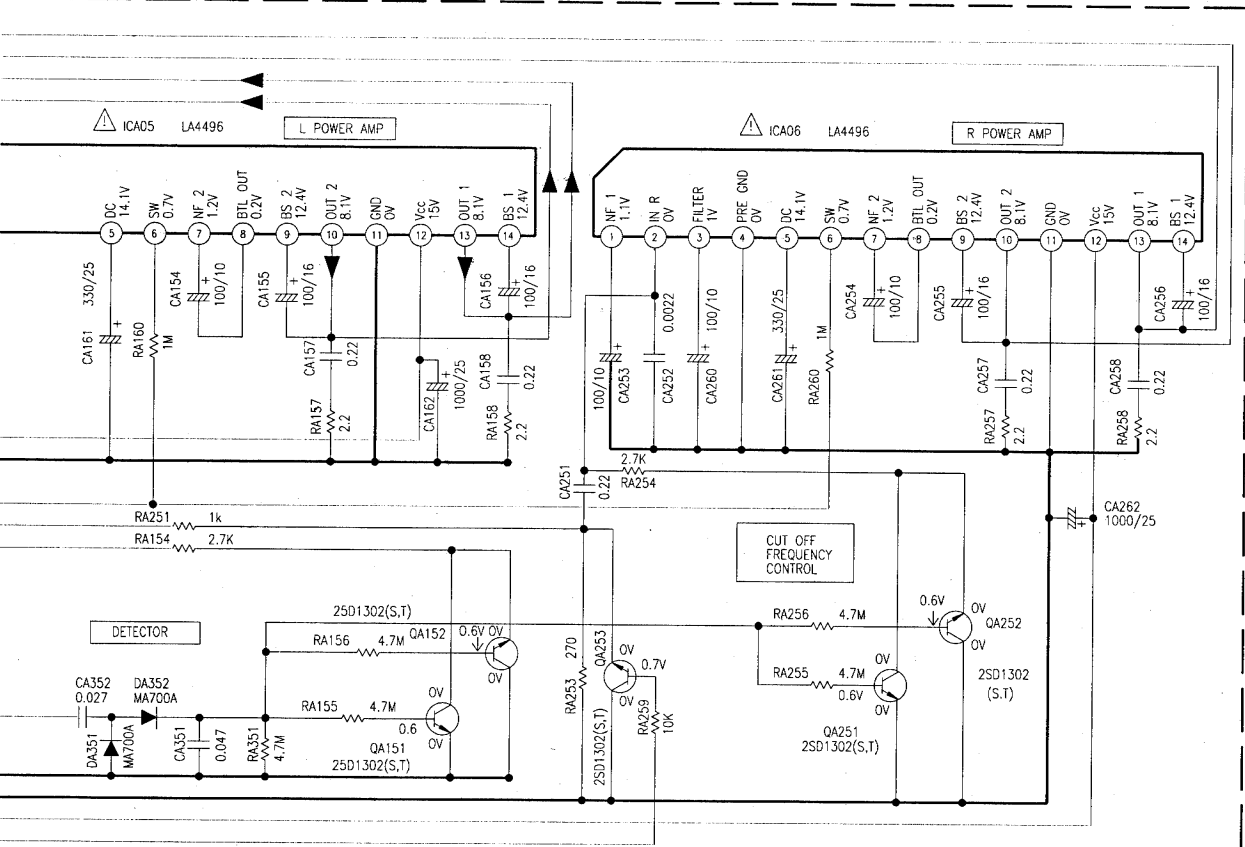 ICA05 LA4496
L POWER AMP
DC 14.1V
SW 0.7V
NF 2 1.2V
BTL OUT 0.2V
BS 2 12.4V
OUT 2 8.1V
GND 0V
Vcc 15V
OUT 1 8.1V
BS 1 12.4V
5 6 7 8 9 10 11 12 13 14
330/25
CA161 +
RA160
1M
CA154 +
100/10
CA155 +
100/16
CA157
0.22
RA157
2.2
CA162 +
1000/25
CA156 +
100/16
CA158
0.22
RA158
2.2
ICA06 LA4496
R POWER AMP
NF 1 1.1V
IN R 0V
FILTER 1V
PRE GND 0V
DC 14.1V
SW 0.7V
NF 2 1.2V
BTL OUT 0.2V
BS 2 12.4V
OUT 2 8.1V
GND 0V
Vcc 15V
OUT 1 8.1V
BS 1 12.4V
1 2 3 4 5 6 7 8 9 10 11 12 13 14
100/10
CA253 +
0.0022
CA252
100/10
CA260 +
330/25
CA261 +
1M
RA260
CA254 +
100/10
CA255 +
100/16
CA257
0.22
RA257
2.2
CA256 +
100/16
CA258
0.22
RA258
2.2
CA251
0.22
2.7K
RA254
CA262
1000/25
+
RA251 1k
RA154 2.7K
CUT OFF
FREQUENCY
CONTROL
DETECTOR
25D1302(S,T)
RA156 4.7M
QA152
0.6V 0V
0V
RA155 4.7M
0.6
0V
0V
QA151
25D1302(S,T)
CA352
0.027
DA352
MA700A
DA351
MA700A
CA351
0.047
RA351
4.7M
270
RA253
QA253
0V
0.7V
0V
2SD1302(S,T)
RA259
10K
RA256 4.7M
0.6V
0V
0V
QA252
2SD1302
(S.T)
RA255 4.7M
0.6V
0V
0V
QA251
2SD1302(S,T)